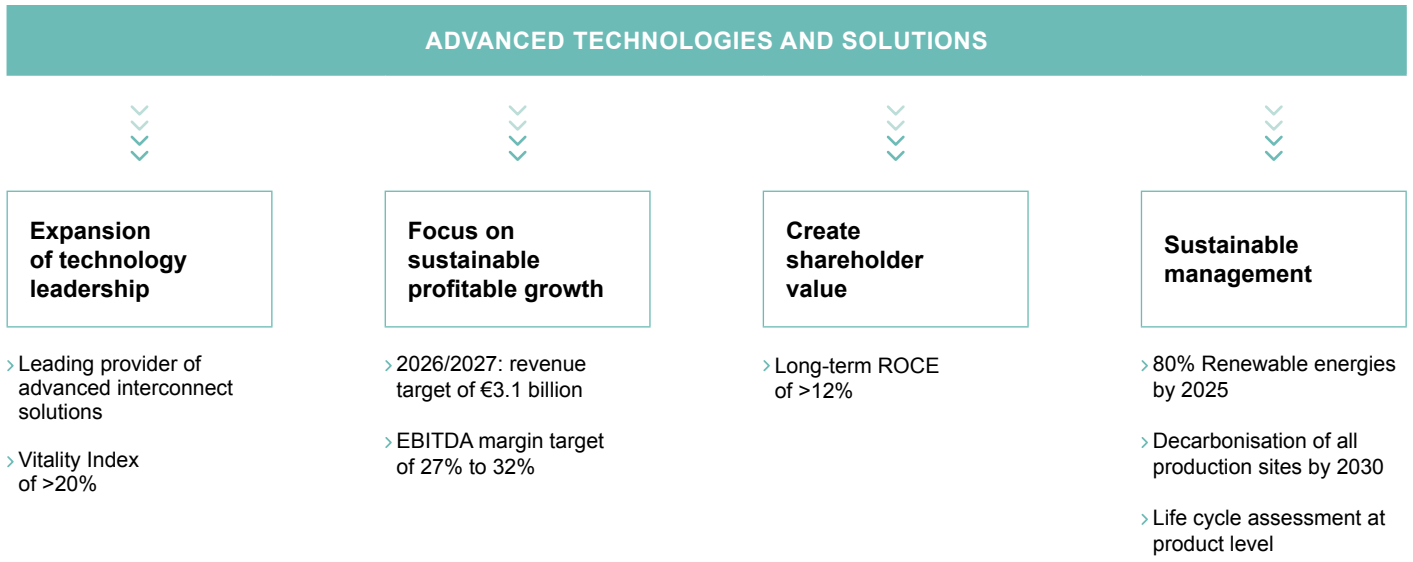 ADVANCED TECHNOLOGIES AND SOLUTIONS
Expansion
of technology
leadership
› Leading provider of
advanced interconnect
solutions
› Vitality Index
of >20%
Focus on
sustainable
profitable growth
› 2026/2027: revenue
target of €3.1 billion
› EBITDA margin target
of 27% to 32%
Create
shareholder
value
› Long-term ROCE
of >12%
Sustainable
management
› 80% Renewable energies
by 2025
› Decarbonisation of all
production sites by 2030
› Life cycle assessment at
product level